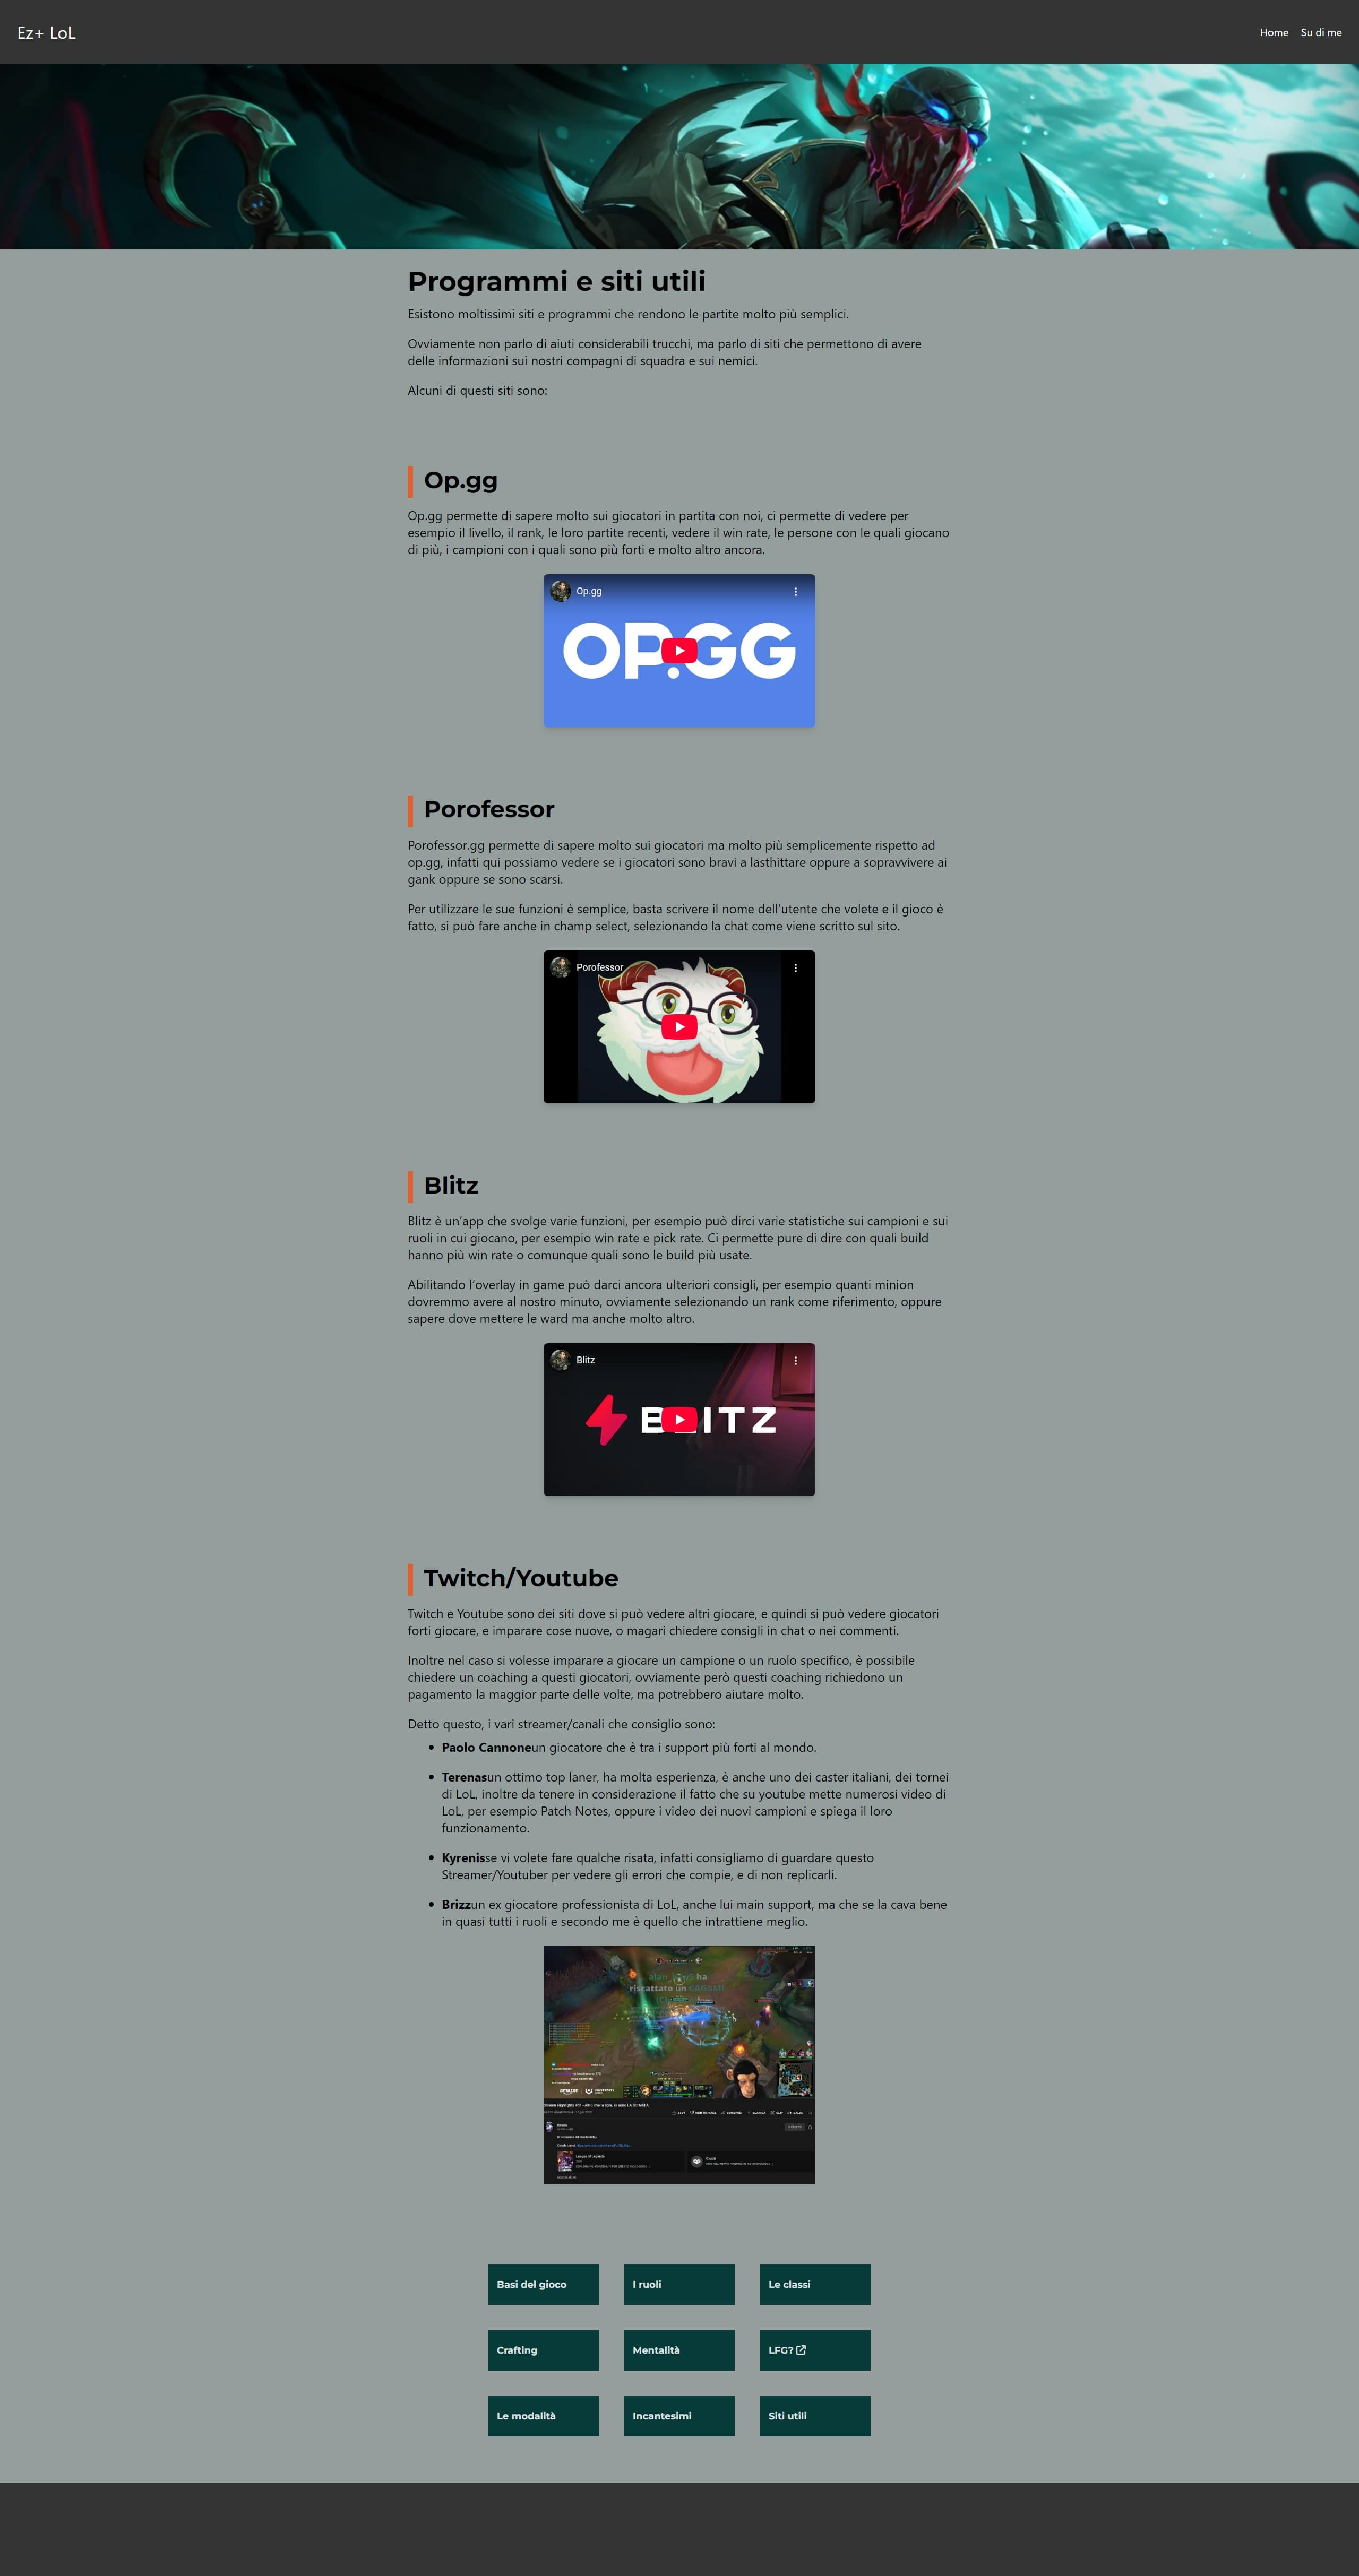 Ez+ LoL
Home
Su di me
Programmi e siti utili
Esistono moltissimi siti e programmi che rendono le partite molto più semplici.
Ovviamente non parlo di aiuti considerabili trucchi, ma parlo di siti che permettono di avere
delle informazioni sui nostri compagni di squadra e sui nemici.
Alcuni di questi siti sono:
Op.gg
Op.gg permette di sapere molto sui giocatori in partita con noi, ci permette di vedere per
esempio il livello, il rank, le loro partite recenti, vedere il win rate, le persone con le quali giocano
di più, i campioni con i quali sono più forti e molto altro ancora.
Op.gg
OP.GG
Porofessor
Porofessor.gg permette di sapere molto sui giocatori ma molto più semplicemente rispetto ad
op.gg, infatti qui possiamo vedere se i giocatori sono bravi a lasthittare oppure a sopravvivere ai
gank oppure se sono scarsi.
Per utilizzare le sue funzioni è semplice, basta scrivere il nome dell'utente che volete e il gioco è
fatto, si può fare anche in champ select, selezionando la chat come viene scritto sul sito.
Porofessor
Blitz
Blitz è un'app che svolge varie funzioni, per esempio può dirci varie statistiche sui campioni e sui
ruoli in cui giocano, per esempio win rate e pick rate. Ci permette pure di dire con quali build
hanno più win rate o comunque quali sono le build più usate.
Abilitando l'overlay in game può darci ancora ulteriori consigli, per esempio quanti minion
dovremmo avere al nostro minuto, ovviamente selezionando un rank come riferimento, oppure
sapere dove mettere le ward ma anche molto altro.
Blitz
BLITZ
Twitch/Youtube
Twitch e Youtube sono dei siti dove si può vedere altri giocare, e quindi si può vedere giocatori
forti giocare, e imparare cose nuove, o magari chiedere consigli in chat o nei commenti.
Inoltre nel caso si volesse imparare a giocare un campione o un ruolo specifico, è possibile
chiedere un coaching a questi giocatori, ovviamente però questi coaching richiedono un
pagamento la maggior parte delle volte, ma potrebbero aiutare molto.
Detto questo, i vari streamer/canali che consiglio sono:
Paolo Cannoneun giocatore che è tra i support più forti al mondo.
Terenasun ottimo top laner, ha molta esperienza, è anche uno dei caster italiani, dei tornei
di LoL, inoltre da tenere in considerazione il fatto che su youtube mette numerosi video di
LoL, per esempio Patch Notes, oppure i video dei nuovi campioni e spiega il loro
funzionamento.
Kyrenisse vi volete fare qualche risata, infatti consigliamo di guardare questo
Streamer/Youtuber per vedere gli errori che compie, e di non replicarli.
Brizzun ex giocatore professionista di LoL, anche lui main support, ma che se la cava bene
in quasi tutti i ruoli e secondo me è quello che intrattiene meglio.
ha
riscattato un
amazon
League of Legends
Basi del gioco
I ruoli
Le classi
Crafting
Mentalità
LFG?
Le modalità
Incantesimi
Siti utili